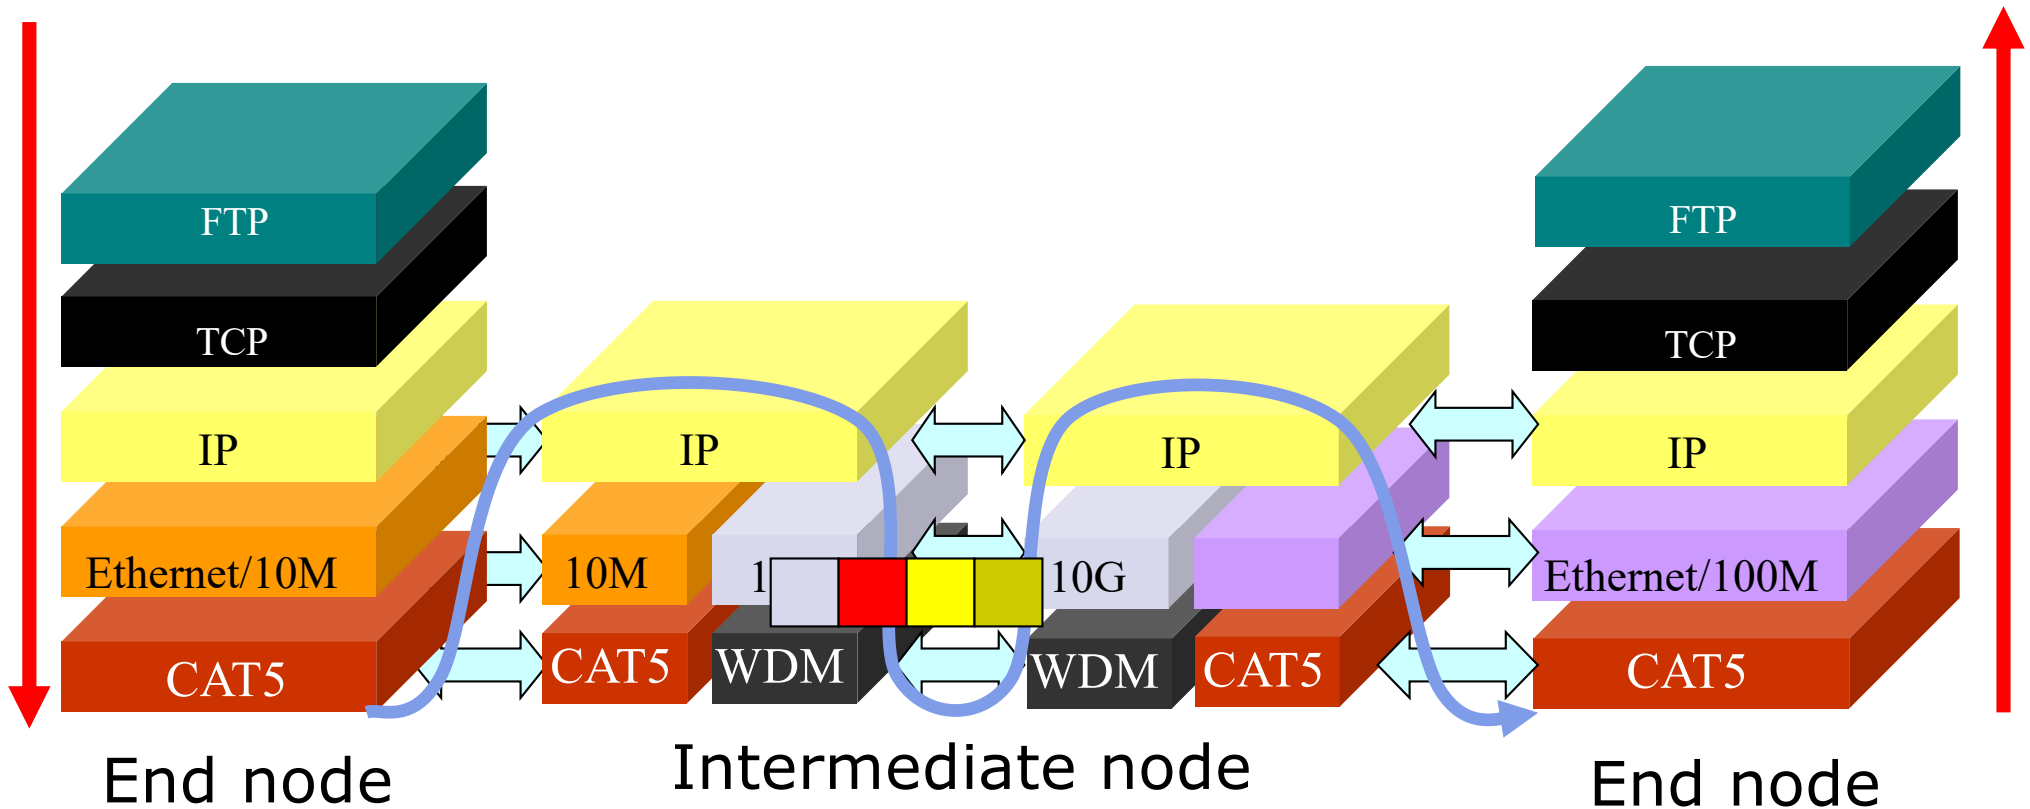 FTP
TCP
IP
Ethernet/10M
CAT5
IP
10M
1
CAT5
WDM
IP
10G
WDM
CAT5
FTP
TCP
IP
Ethernet/100M
CAT5
End node
Intermediate node
End node